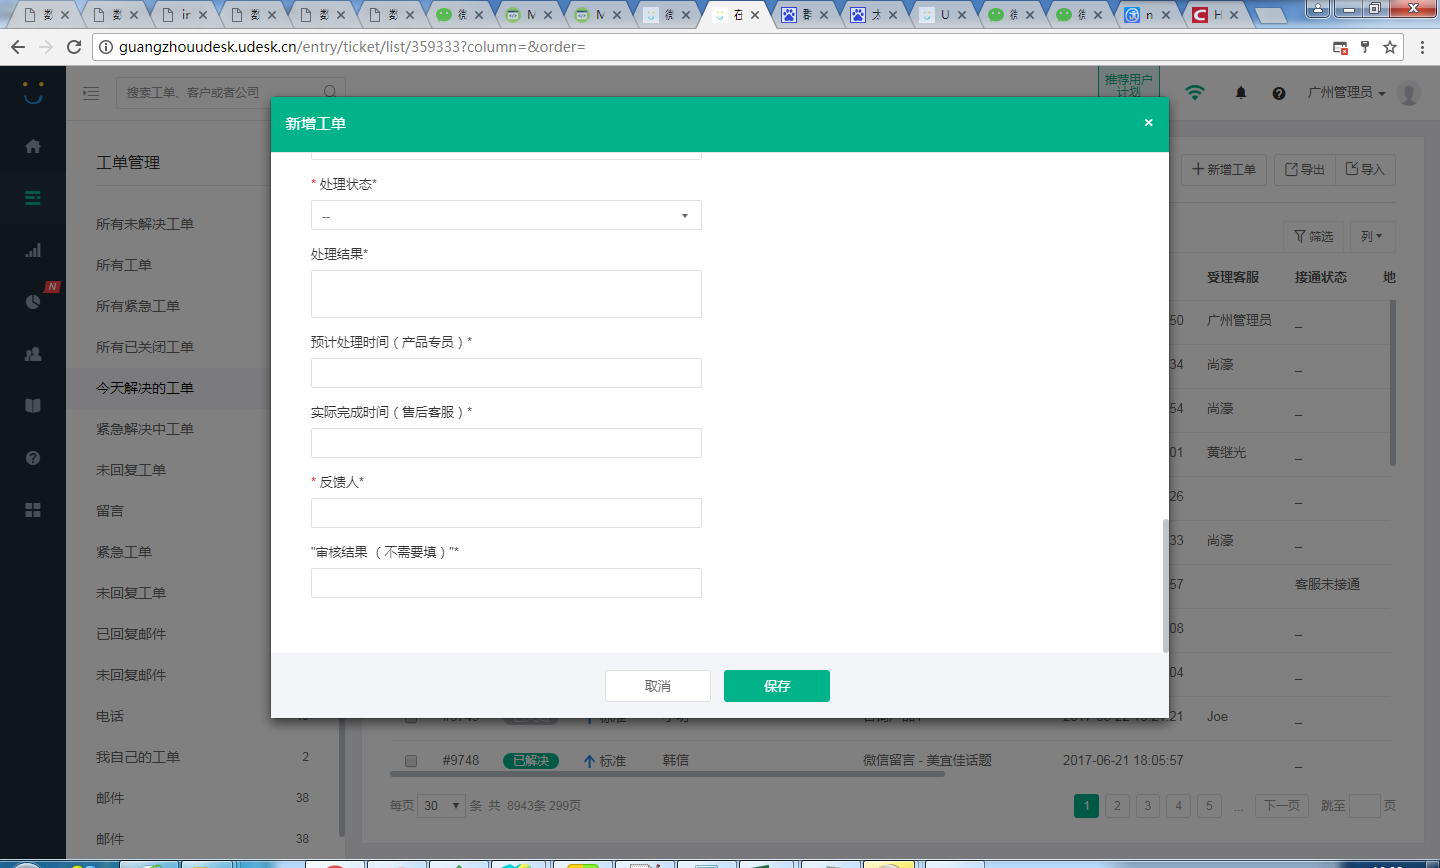 guangzhouudesk.udesk.cn/entry/ticket/list/359333?column=&order=
搜索工单、客户或者公司
推荐用户
计划
广州管理员
新增工单
×
工单管理
所有未解决工单
所有工单
所有紧急工单
所有已关闭工单
今天解决的工单
紧急解决中工单
未回复工单
留言
紧急工单
未回复工单
已回复邮件
未回复邮件
电话
我自己的工单 2
邮件 38
邮件 38
N
* 处理状态*
--
处理结果*
预计处理时间（产品专员）*
实际完成时间（售后客服）*
* 反馈人*
"审核结果 （不需要填）"*
取消
保存
新增工单
导出
导入
筛选
列
受理客服 接通状态 地
50 广州管理员 _
34 尚濠 _
54 尚濠 _
01 黄继光 _
26 _
33 尚濠 _
57 客服未接通
08 _
04 _
21 Joe _
#9748 已解决 标准 韩信 微信留言 - 美宜佳话题 2017-06-21 18:05:57 _
每页 30 条 共 8943条 299页
1 2 3 4 5 ... 下一页 跳至 页